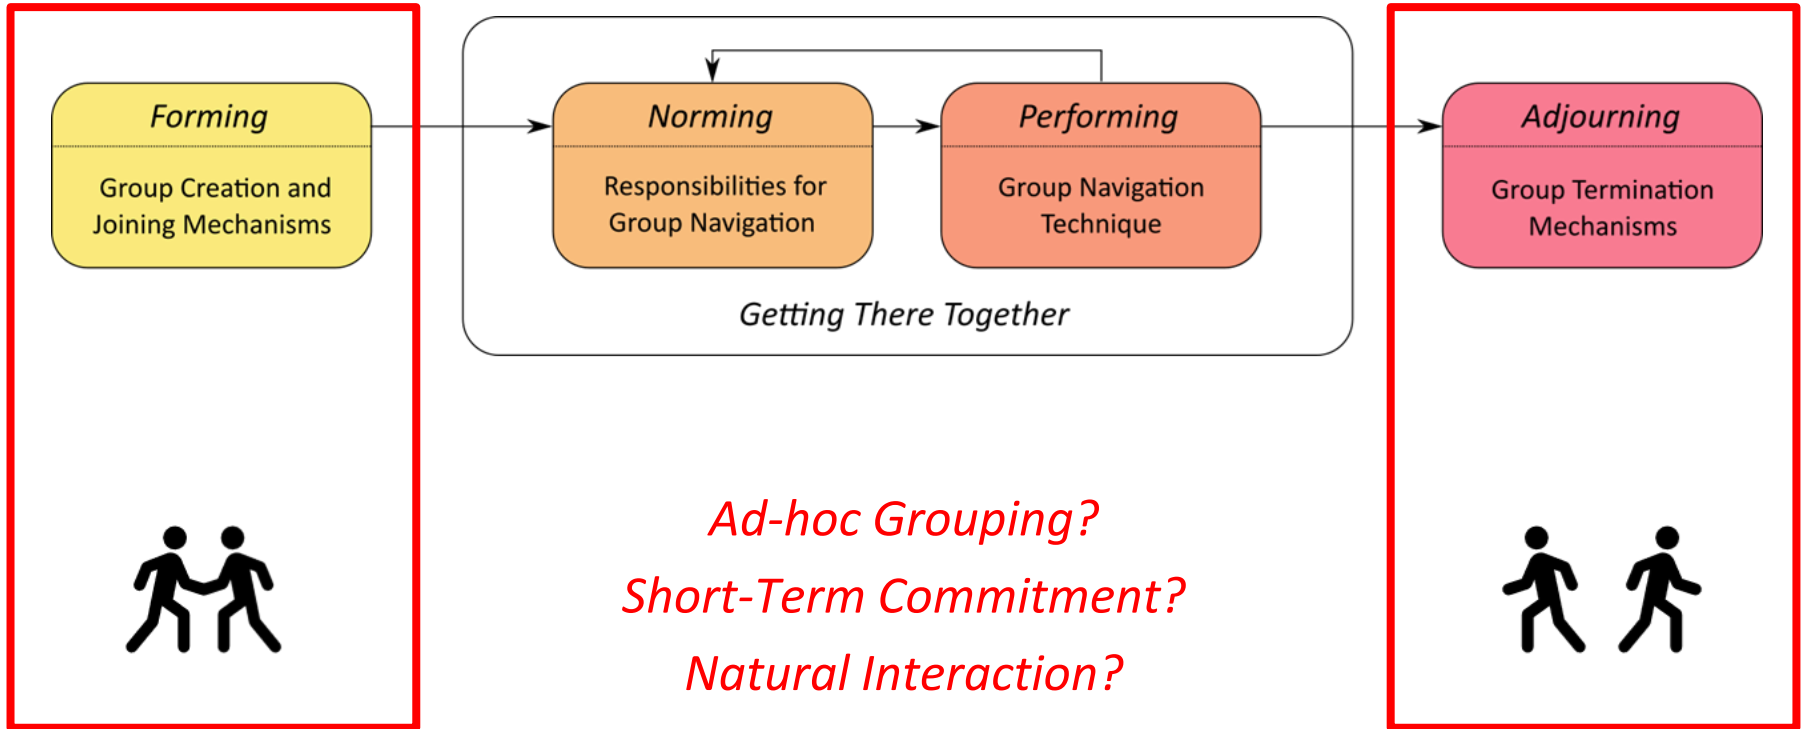 Forming
Group Creation and
Joining Mechanisms
Norming
Responsibilities for
Group Navigation
Performing
Group Navigation
Technique
Getting There Together
Adjourning
Group Termination
Mechanisms
Ad-hoc Grouping?
Short-Term Commitment?
Natural Interaction?